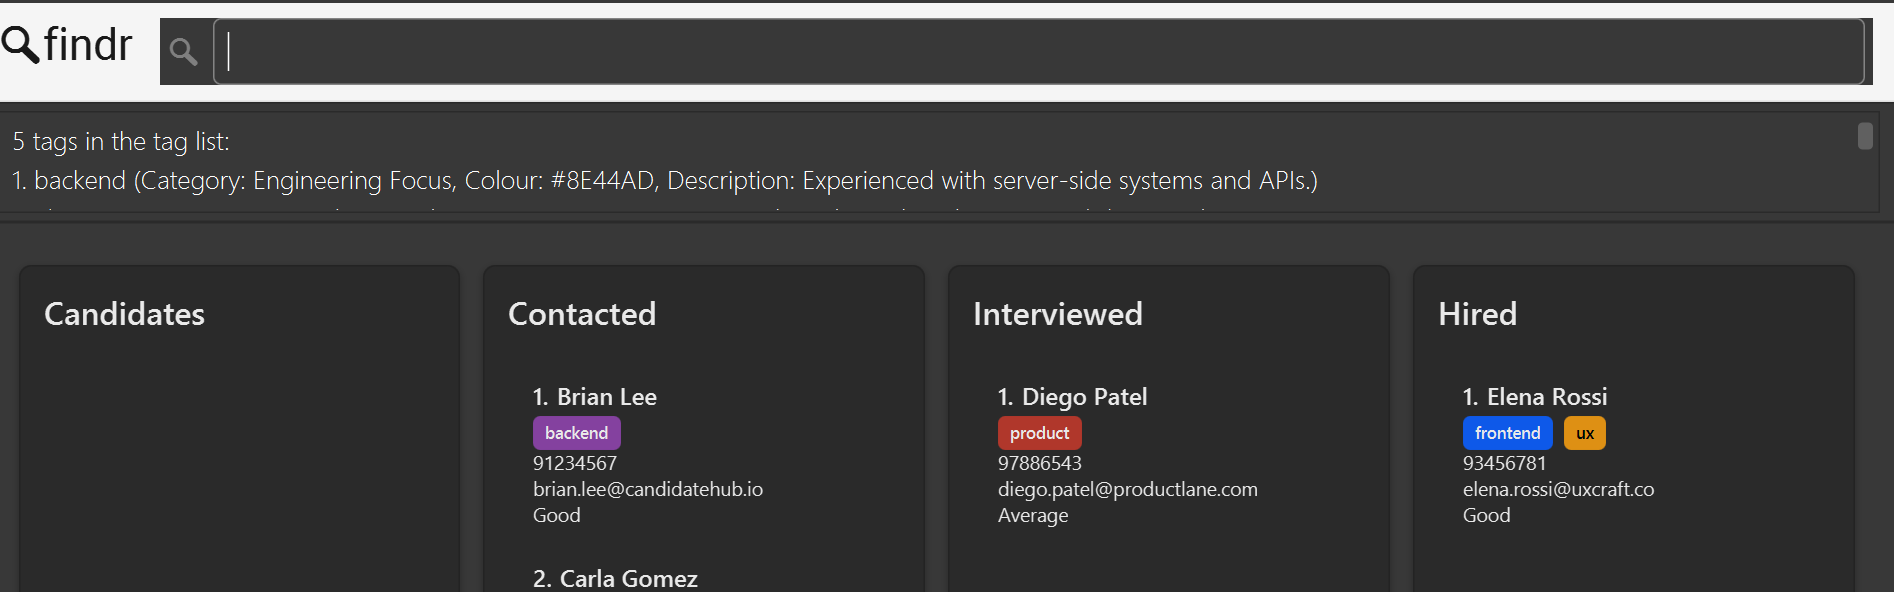 findr
5 tags in the tag list:
1. backend (Category: Engineering Focus, Colour: #8E44AD, Description: Experienced with server-side systems and APIs.)
Candidates
Contacted
1. Brian Lee
backend
91234567
brian.lee@candidatehub.io
Good
2. Carla Gomez
Interviewed
1. Diego Patel
product
97886543
diego.patel@productlane.com
Average
Hired
1. Elena Rossi
frontend ux
93456781
elena.rossi@uxcraft.co
Good